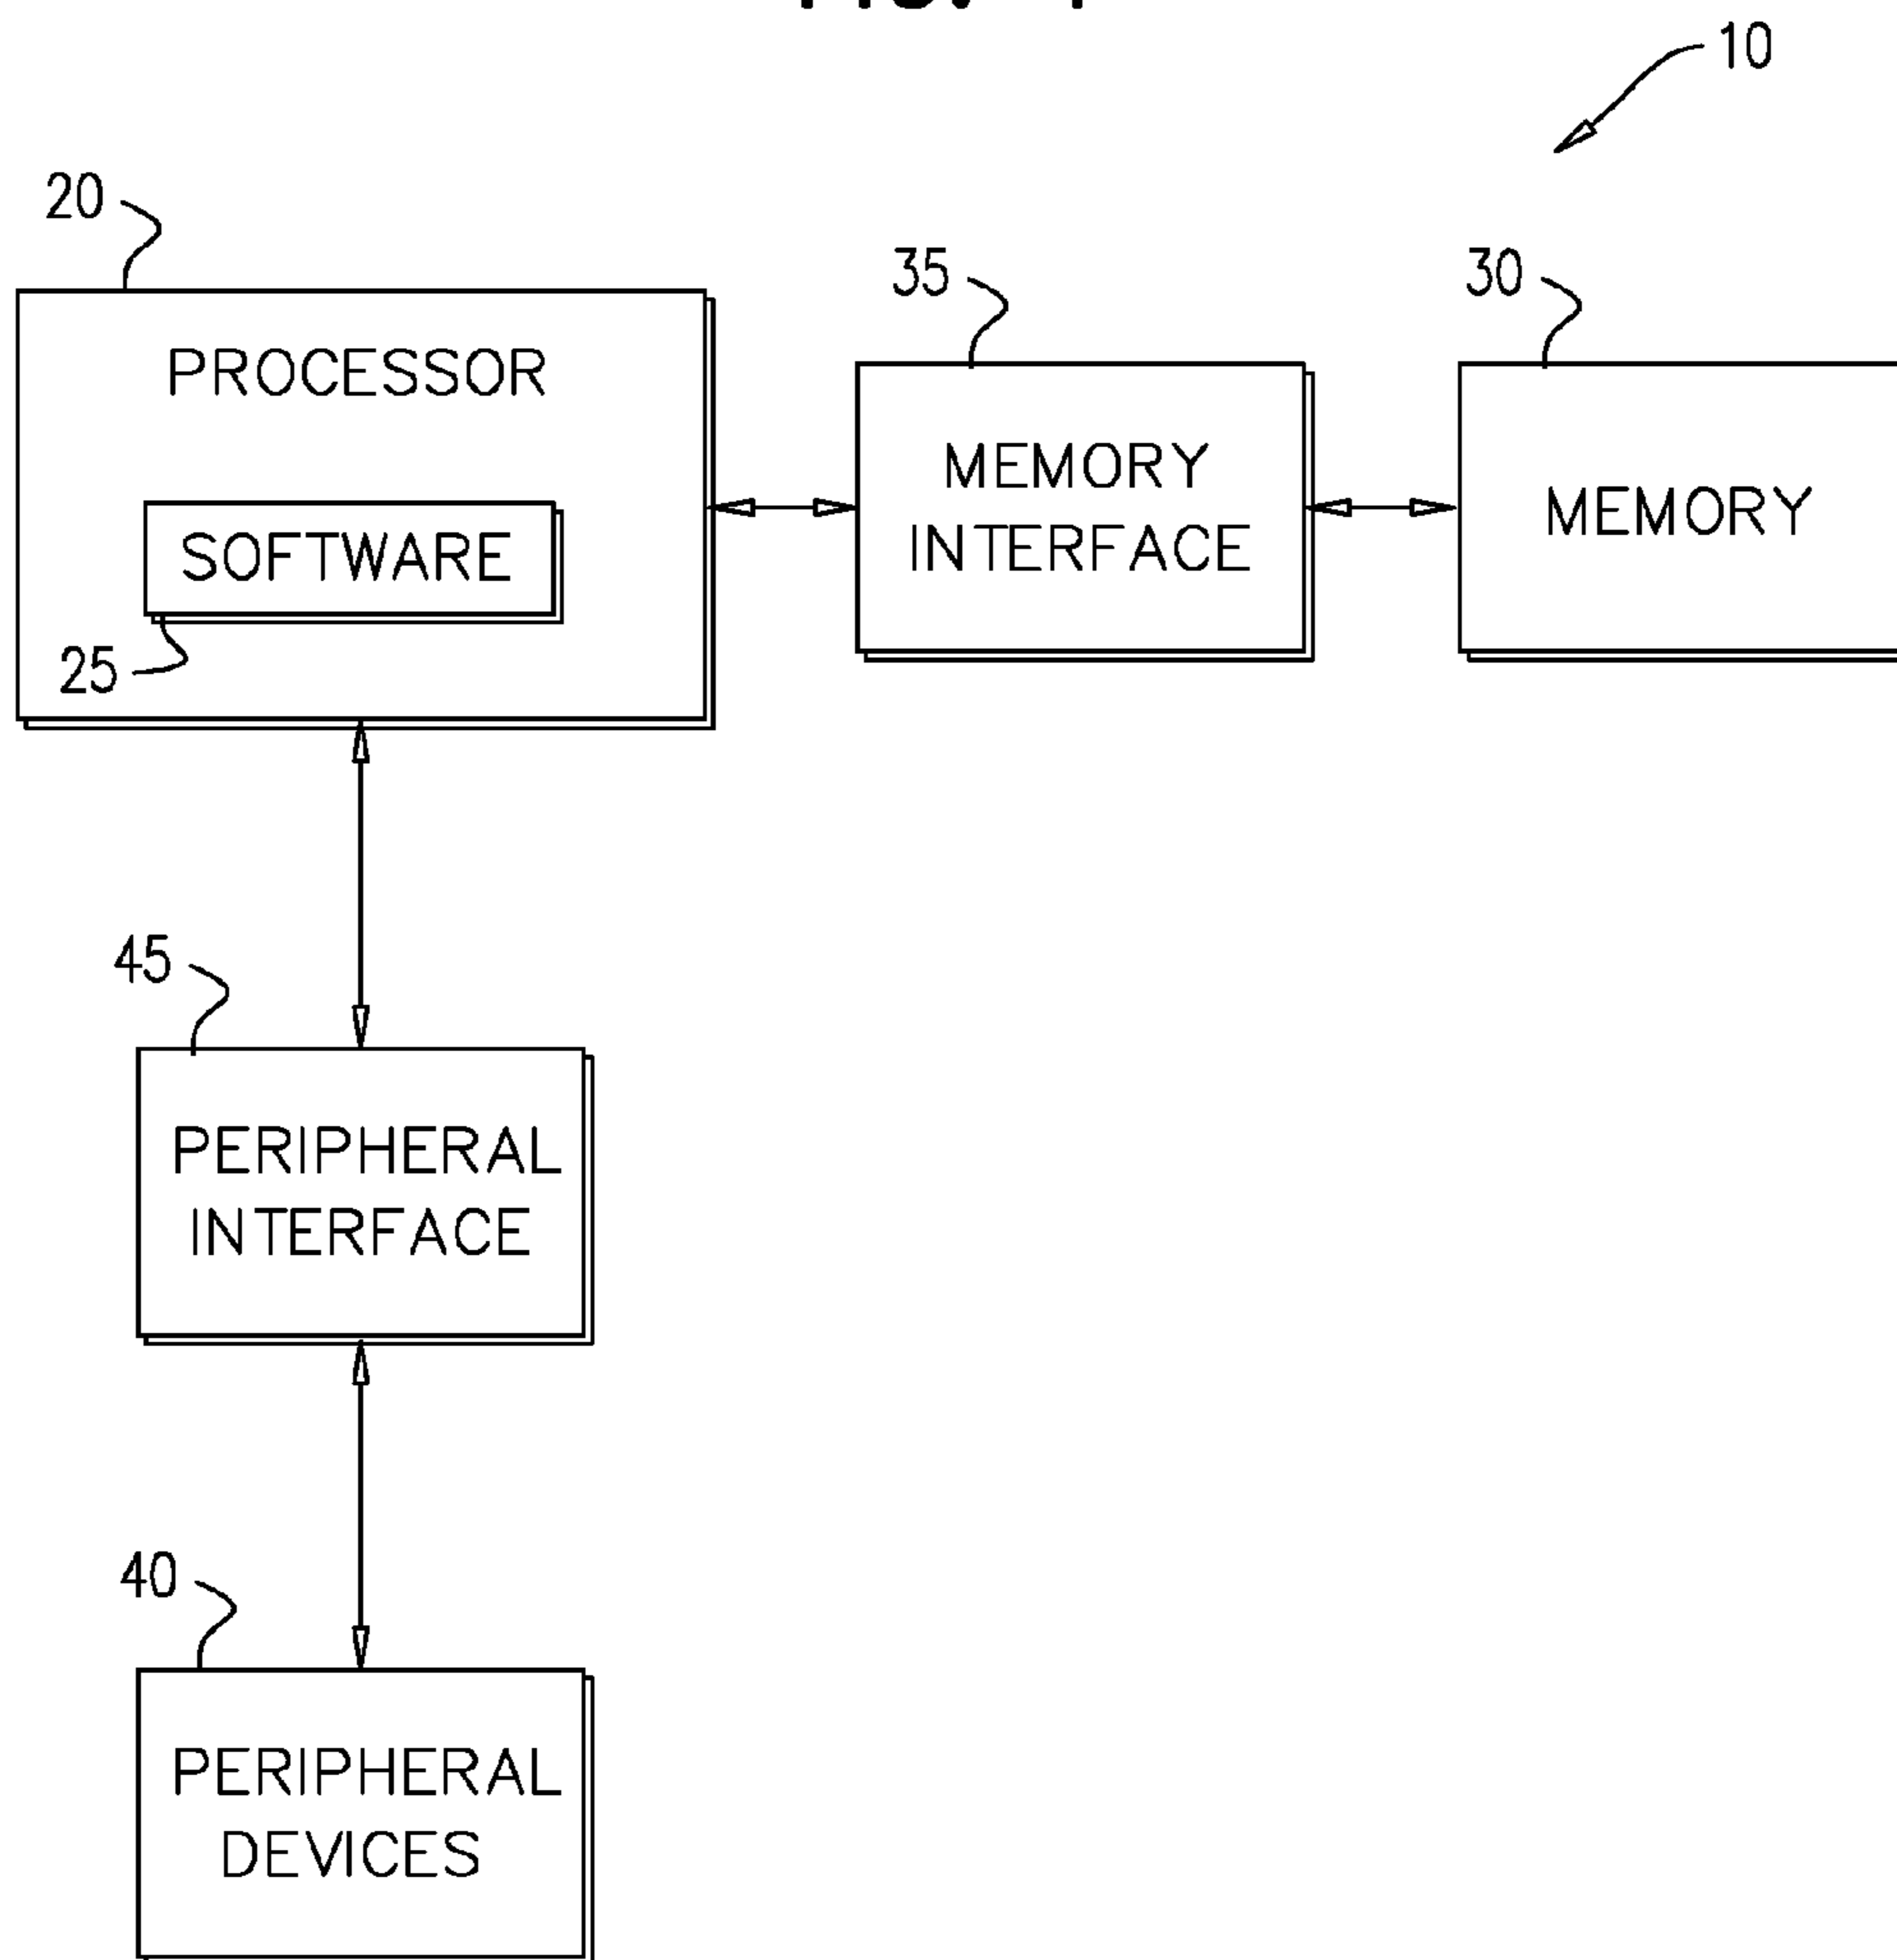 10
20
35
30
PROCESSOR
MEMORY
INTERFACE
MEMORY
SOFTWARE
25
45
PERIPHERAL
INTERFACE
40
PERIPHERAL
DEVICES